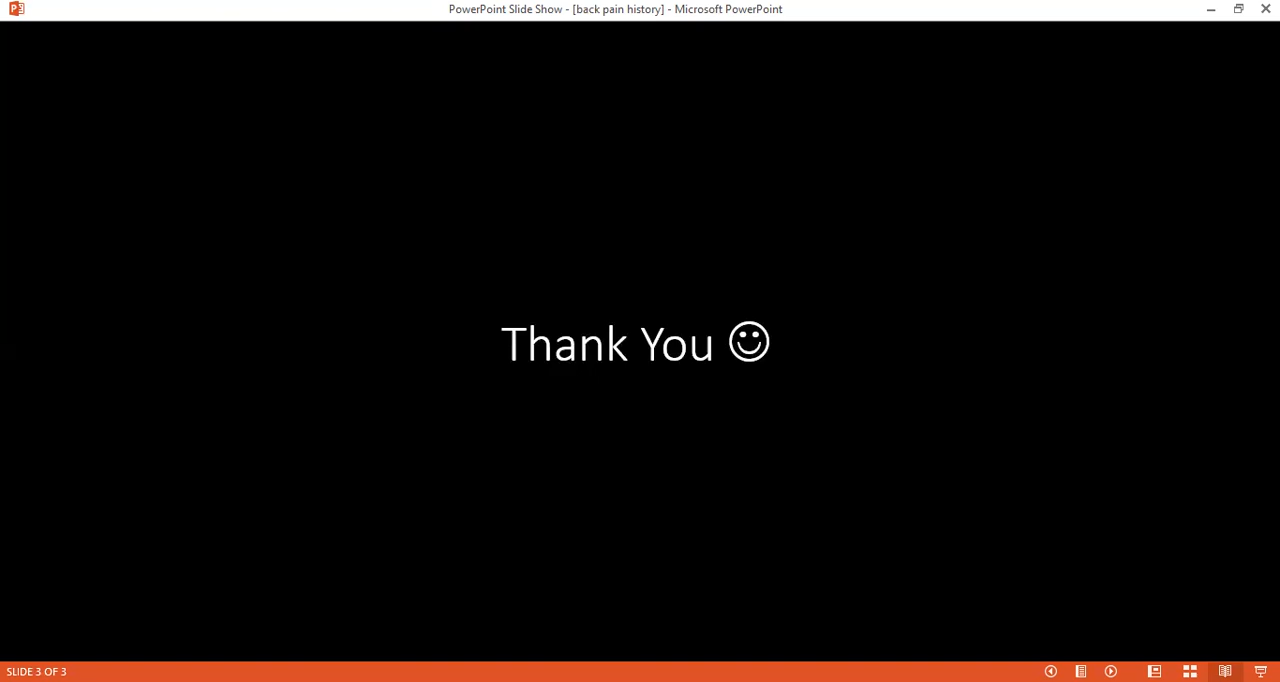 PowerPoint Slide Show - [back pain history] - Microsoft PowerPoint
Thank You ☺
SLIDE 3 OF 3